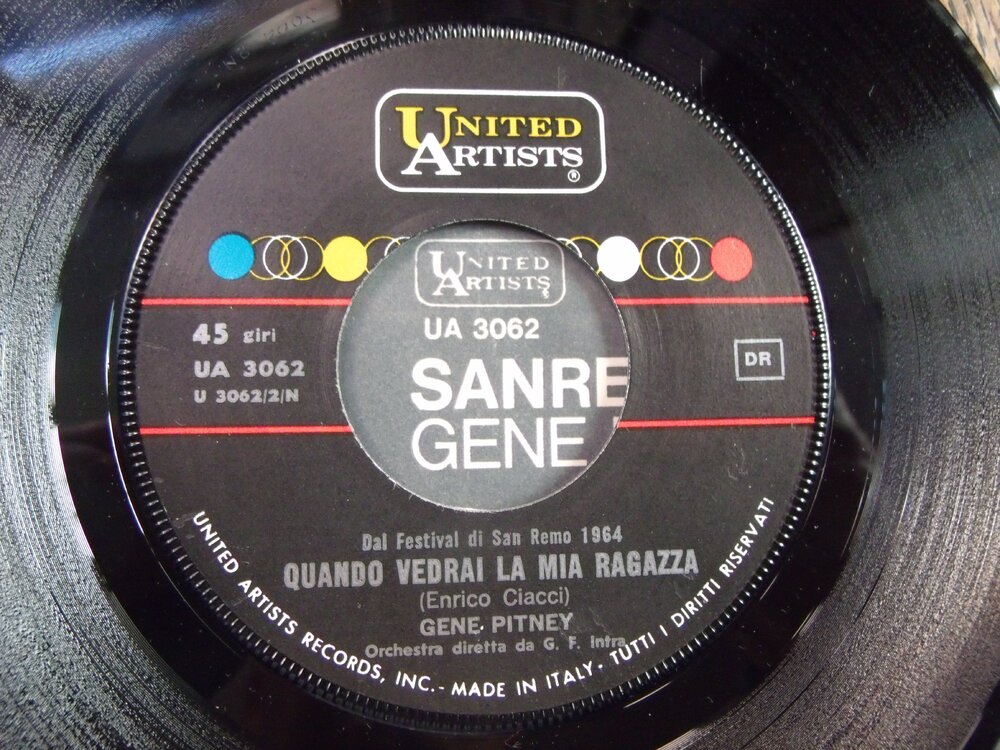 UNITED
ARTISTS
®
UNITED
ARTISTS
UA 3062
SANRE
GENE
45 giri
UA 3062
U 3062/2/N
DR
Dal Festival di San Remo 1964
QUANDO VEDRAI LA MIA RAGAZZA
(Enrico Ciacci)
GENE PITNEY
Orchestra diretta da G. F. Intra
UNITED ARTISTS RECORDS, INC. - MADE IN ITALY - TUTTI I DIRITTI RISERVATI